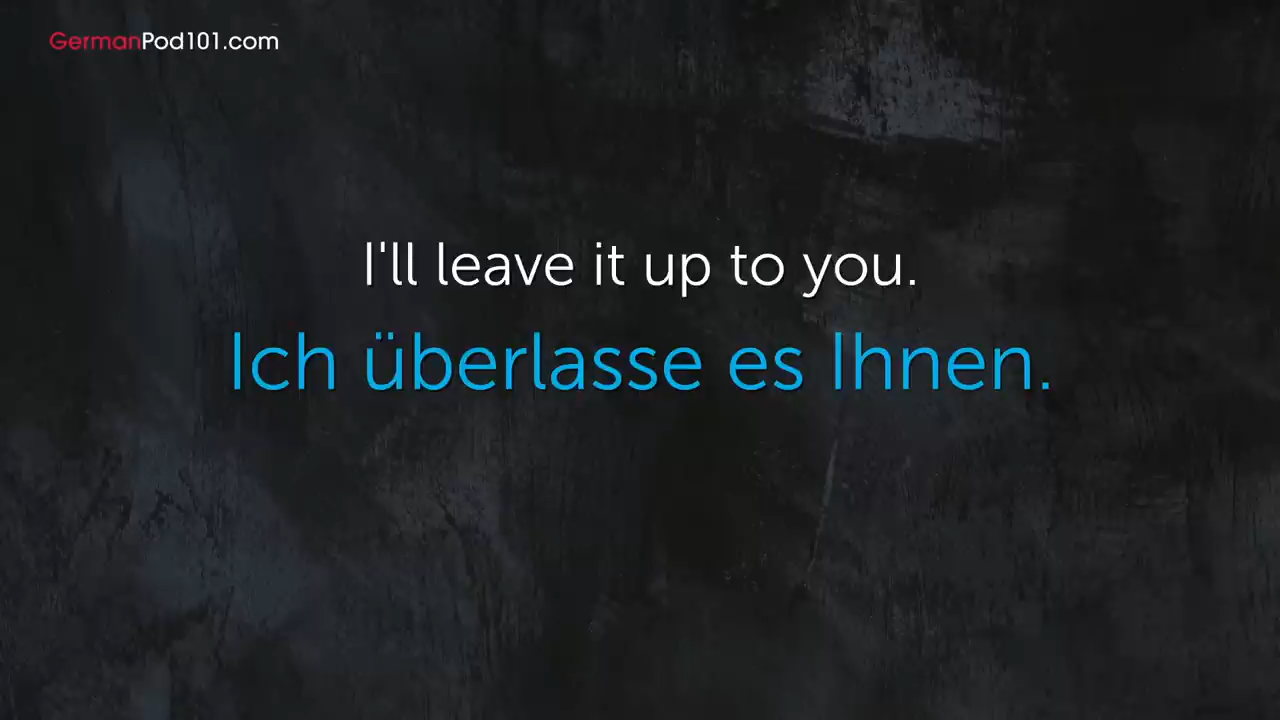 GermanPod101.com
I'll leave it up to you.
Ich überlasse es Ihnen.